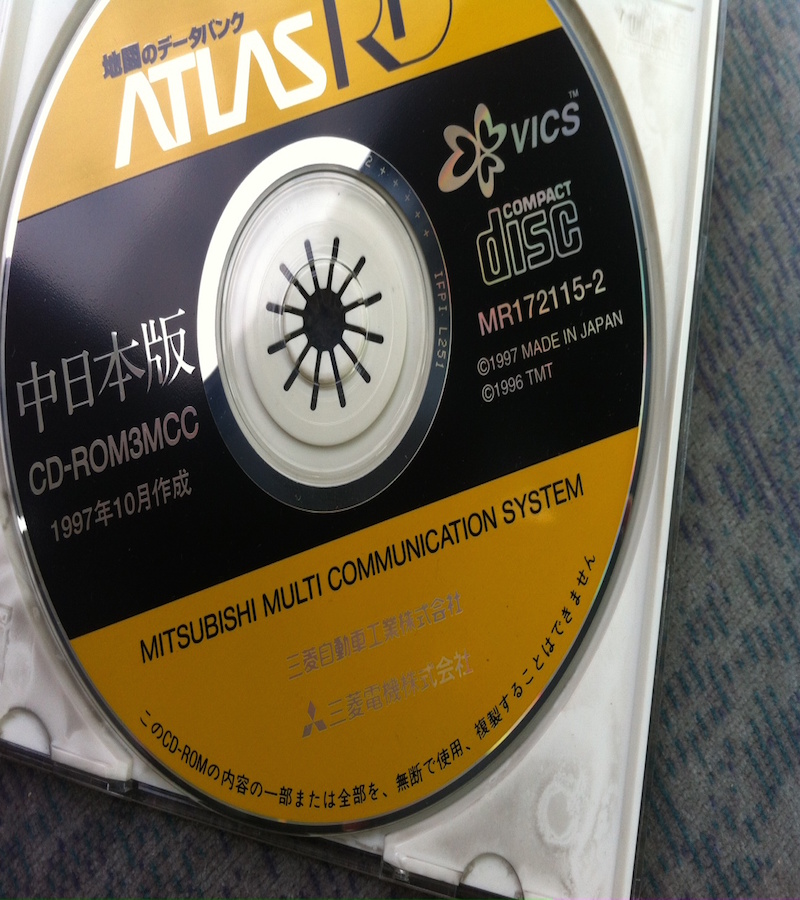 地図のデータバンク
ATLAS RD
VICS™
COMPACT
disc
MR172115-2
©1997 MADE IN JAPAN
©1996 TMT
IFPI L251
中日本版
CD-ROM3MCC
1997年10月作成
MITSUBISHI MULTI COMMUNICATION SYSTEM
三菱自動車工業株式会社
三菱電機株式会社
このCD-ROMの内容の一部または全部を、無断で使用、複製することはできません